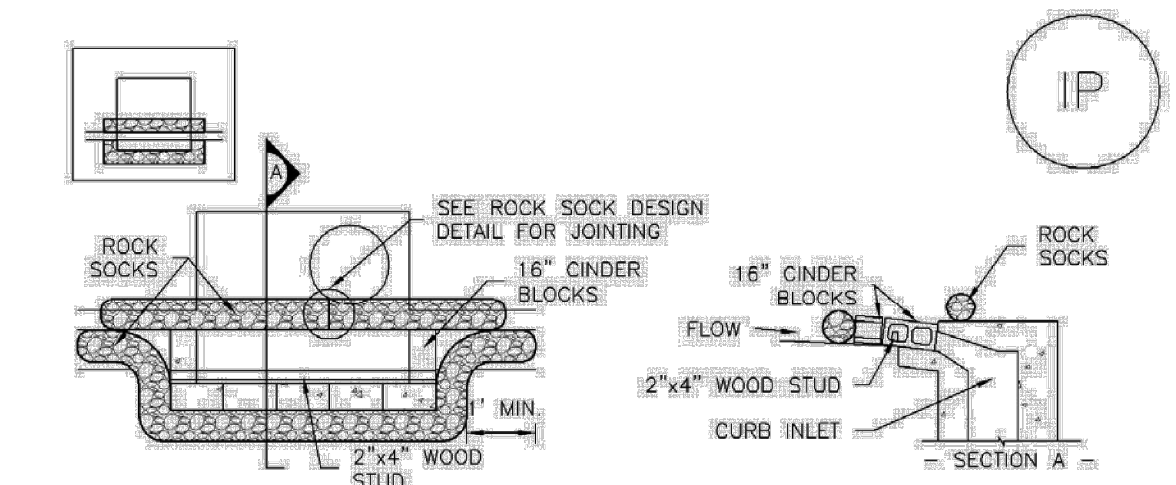 IP
A
SEE ROCK SOCK DESIGN
DETAIL FOR JOINTING
ROCK
SOCKS
16" CINDER
BLOCKS
1' MIN.
2"x4" WOOD
STUD
ROCK
SOCKS
16" CINDER
BLOCKS
FLOW
2"x4" WOOD STUD
CURB INLET
- SECTION A -